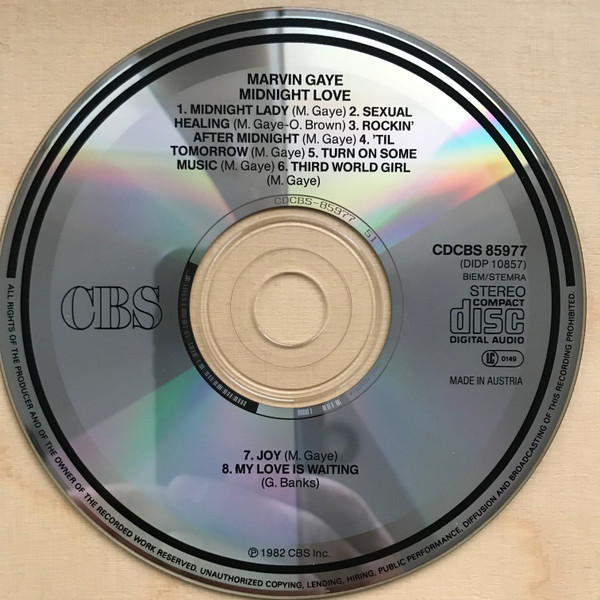 MARVIN GAYE
MIDNIGHT LOVE
1. MIDNIGHT LADY (M. Gaye) 2. SEXUAL
HEALING (M. Gaye-O. Brown) 3. ROCKIN'
AFTER MIDNIGHT (M. Gaye) 4. 'TIL
TOMORROW (M. Gaye) 5. TURN ON SOME
MUSIC (M. Gaye) 6. THIRD WORLD GIRL
(M. Gaye)
CDCBS-85977 51
CBS
CDCBS 85977
(DIDP 10857)
BIEM/STEMRA
STEREO
COMPACT
disc
DIGITAL AUDIO
LC 0149
MADE IN AUSTRIA
7. JOY (M. Gaye)
8. MY LOVE IS WAITING
(G. Banks)
℗ 1982 CBS Inc.
ALL RIGHTS OF THE PRODUCER AND OF THE OWNER OF THE RECORDED WORK RESERVED. UNAUTHORIZED COPYING, LENDING, HIRING, PUBLIC PERFORMANCE, DIFFUSION AND BROADCASTING OF THIS RECORDING PROHIBITED.